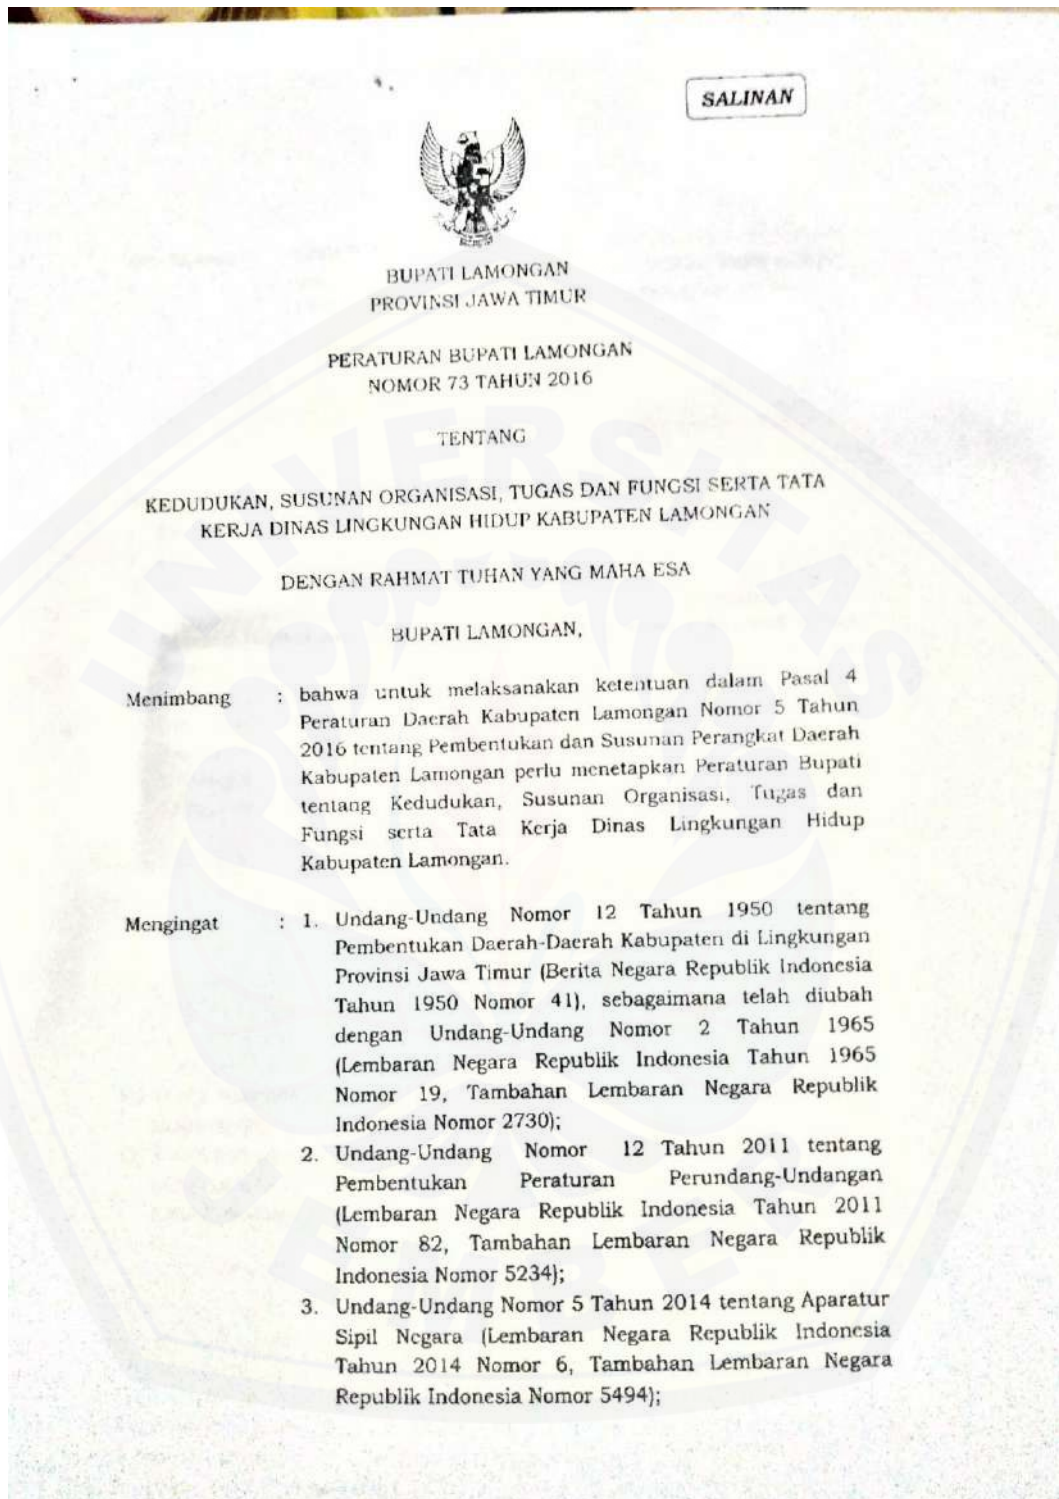 SALINAN
BUPATI LAMONGAN
PROVINSI JAWA TIMUR
PERATURAN BUPATI LAMONGAN
NOMOR 73 TAHUN 2016
TENTANG
KEDUDUKAN, SUSUNAN ORGANISASI, TUGAS DAN FUNGSI SERTA TATA
KERJA DINAS LINGKUNGAN HIDUP KABUPATEN LAMONGAN
DENGAN RAHMAT TUHAN YANG MAHA ESA
BUPATI LAMONGAN,
Menimbang : bahwa untuk melaksanakan ketentuan dalam Pasal 4
Peraturan Daerah Kabupaten Lamongan Nomor 5 Tahun
2016 tentang Pembentukan dan Susunan Perangkat Daerah
Kabupaten Lamongan perlu menetapkan Peraturan Bupati
tentang Kedudukan, Susunan Organisasi, Tugas dan
Fungsi serta Tata Kerja Dinas Lingkungan Hidup
Kabupaten Lamongan.
Mengingat : 1. Undang-Undang Nomor 12 Tahun 1950 tentang
Pembentukan Daerah-Daerah Kabupaten di Lingkungan
Provinsi Jawa Timur (Berita Negara Republik Indonesia
Tahun 1950 Nomor 41), sebagaimana telah diubah
dengan Undang-Undang Nomor 2 Tahun 1965
(Lembaran Negara Republik Indonesia Tahun 1965
Nomor 19, Tambahan Lembaran Negara Republik
Indonesia Nomor 2730);
2. Undang-Undang Nomor 12 Tahun 2011 tentang
Pembentukan Peraturan Perundang-Undangan
(Lembaran Negara Republik Indonesia Tahun 2011
Nomor 82, Tambahan Lembaran Negara Republik
Indonesia Nomor 5234);
3. Undang-Undang Nomor 5 Tahun 2014 tentang Aparatur
Sipil Negara (Lembaran Negara Republik Indonesia
Tahun 2014 Nomor 6, Tambahan Lembaran Negara
Republik Indonesia Nomor 5494);
UNIVERSITAS
JEMBER